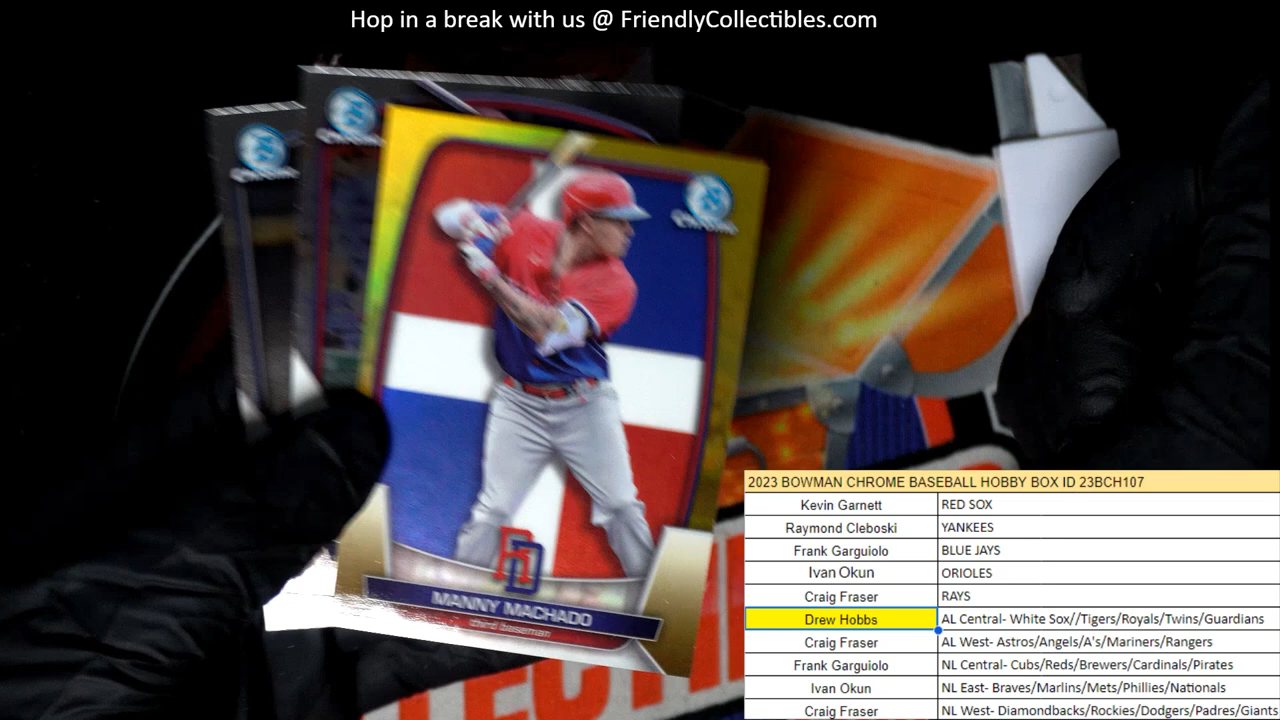 Hop in a break with us @ FriendlyCollectibles.com
RD
MANNY MACHADO
third baseman
2023 BOWMAN CHROME BASEBALL HOBBY BOX ID 23BCH107
Kevin Garnett RED SOX
Raymond Cleboski YANKEES
Frank Garguiolo BLUE JAYS
Ivan Okun ORIOLES
Craig Fraser RAYS
Drew Hobbs AL Central- White Sox//Tigers/Royals/Twins/Guardians
Craig Fraser AL West- Astros/Angels/A's/Mariners/Rangers
Frank Garguiolo NL Central- Cubs/Reds/Brewers/Cardinals/Pirates
Ivan Okun NL East- Braves/Marlins/Mets/Phillies/Nationals
Craig Fraser NL West- Diamondbacks/Rockies/Dodgers/Padres/Giants